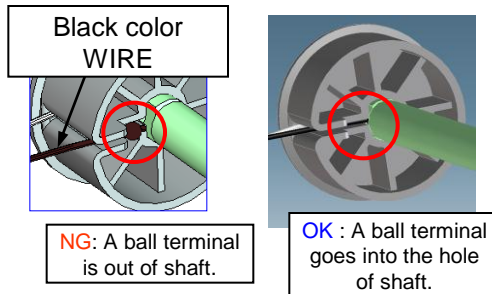 Black color
WIRE
NG: A ball terminal
is out of shaft.
OK : A ball terminal
goes into the hole
of shaft.